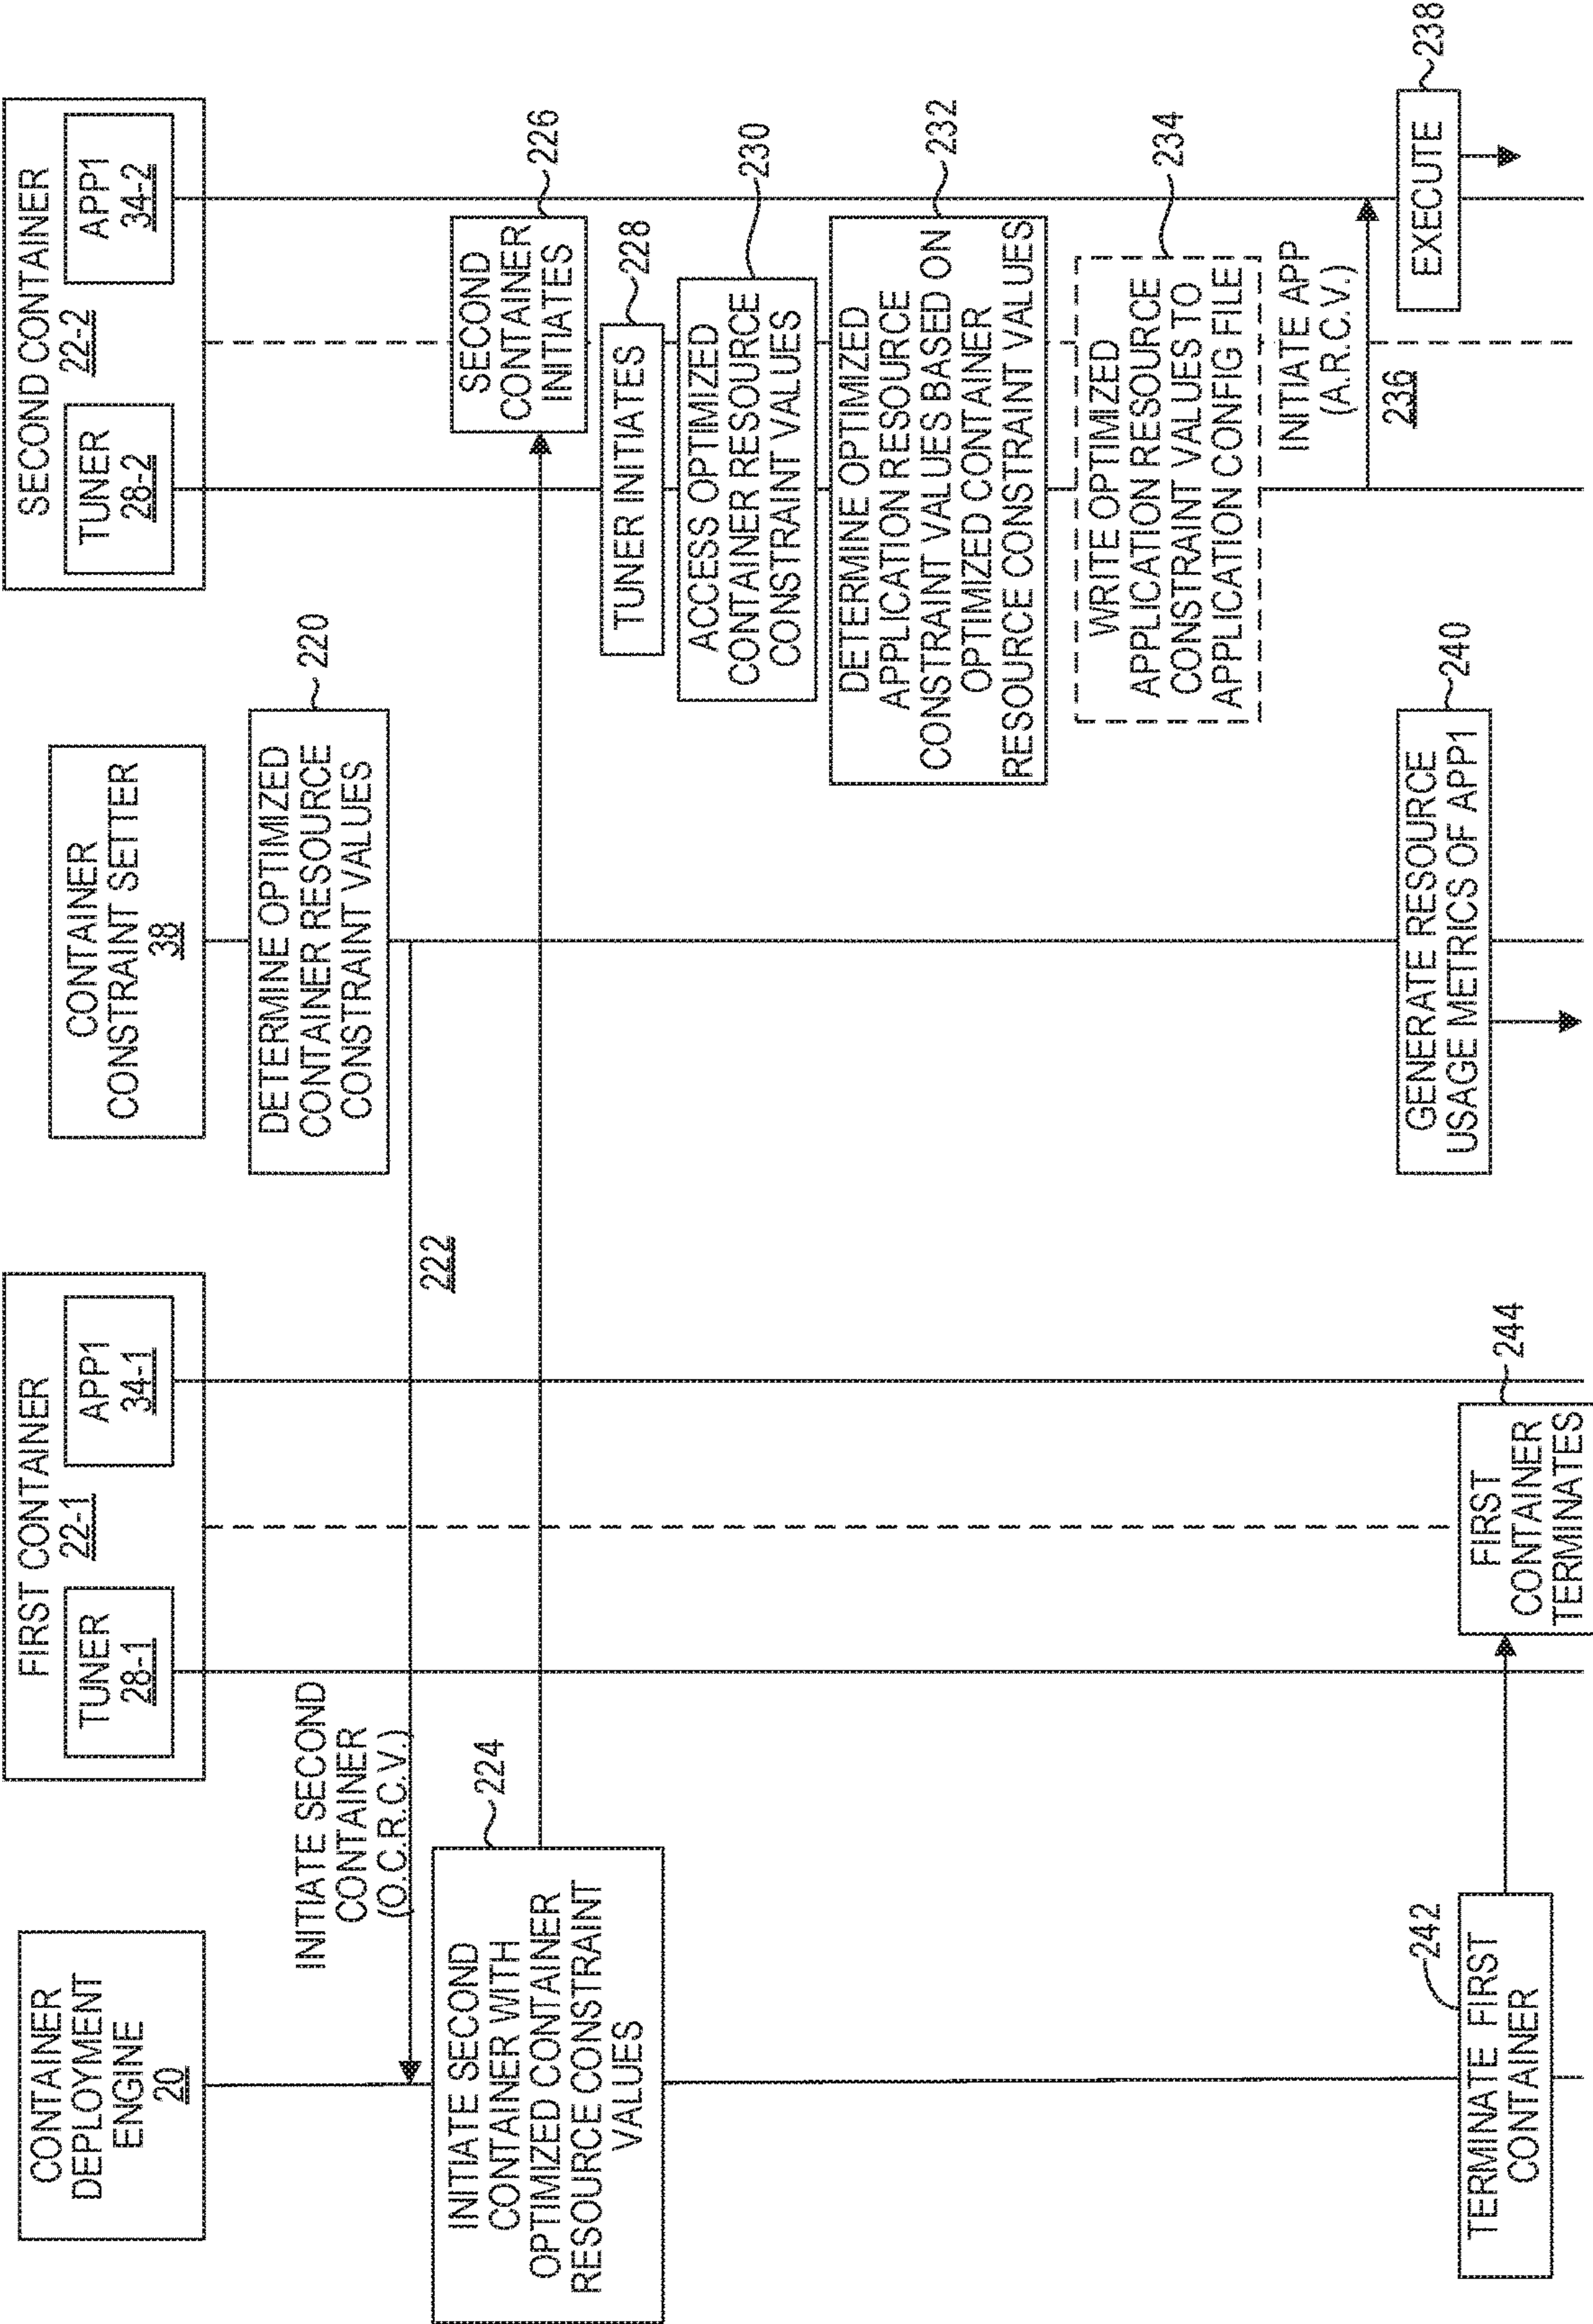 CONTAINER
DEPLOYMENT
ENGINE
20
FIRST CONTAINER
22-1
TUNER
28-1
APP1
34-1
CONTAINER
CONSTRAINT SETTER
38
SECOND CONTAINER
22-2
TUNER
28-2
APP1
34-2
DETERMINE OPTIMIZED
CONTAINER RESOURCE
CONSTRAINT VALUES
220
INITIATE SECOND
CONTAINER
(O.C.R.C.V.)
222
INITIATE SECOND
CONTAINER WITH
OPTIMIZED CONTAINER
RESOURCE CONSTRAINT
VALUES
224
SECOND
CONTAINER
INITIATES
226
TUNER INITIATES
228
ACCESS OPTIMIZED
CONTAINER RESOURCE
CONSTRAINT VALUES
230
DETERMINE OPTIMIZED
APPLICATION RESOURCE
CONSTRAINT VALUES BASED ON
OPTIMIZED CONTAINER
RESOURCE CONSTRAINT VALUES
232
WRITE OPTIMIZED
APPLICATION RESOURCE
CONSTRAINT VALUES TO
APPLICATION CONFIG FILE
234
INITIATE APP
(A.R.C.V.)
236
EXECUTE
238
GENERATE RESOURCE
USAGE METRICS OF APP1
240
TERMINATE FIRST
CONTAINER
242
FIRST
CONTAINER
TERMINATES
244